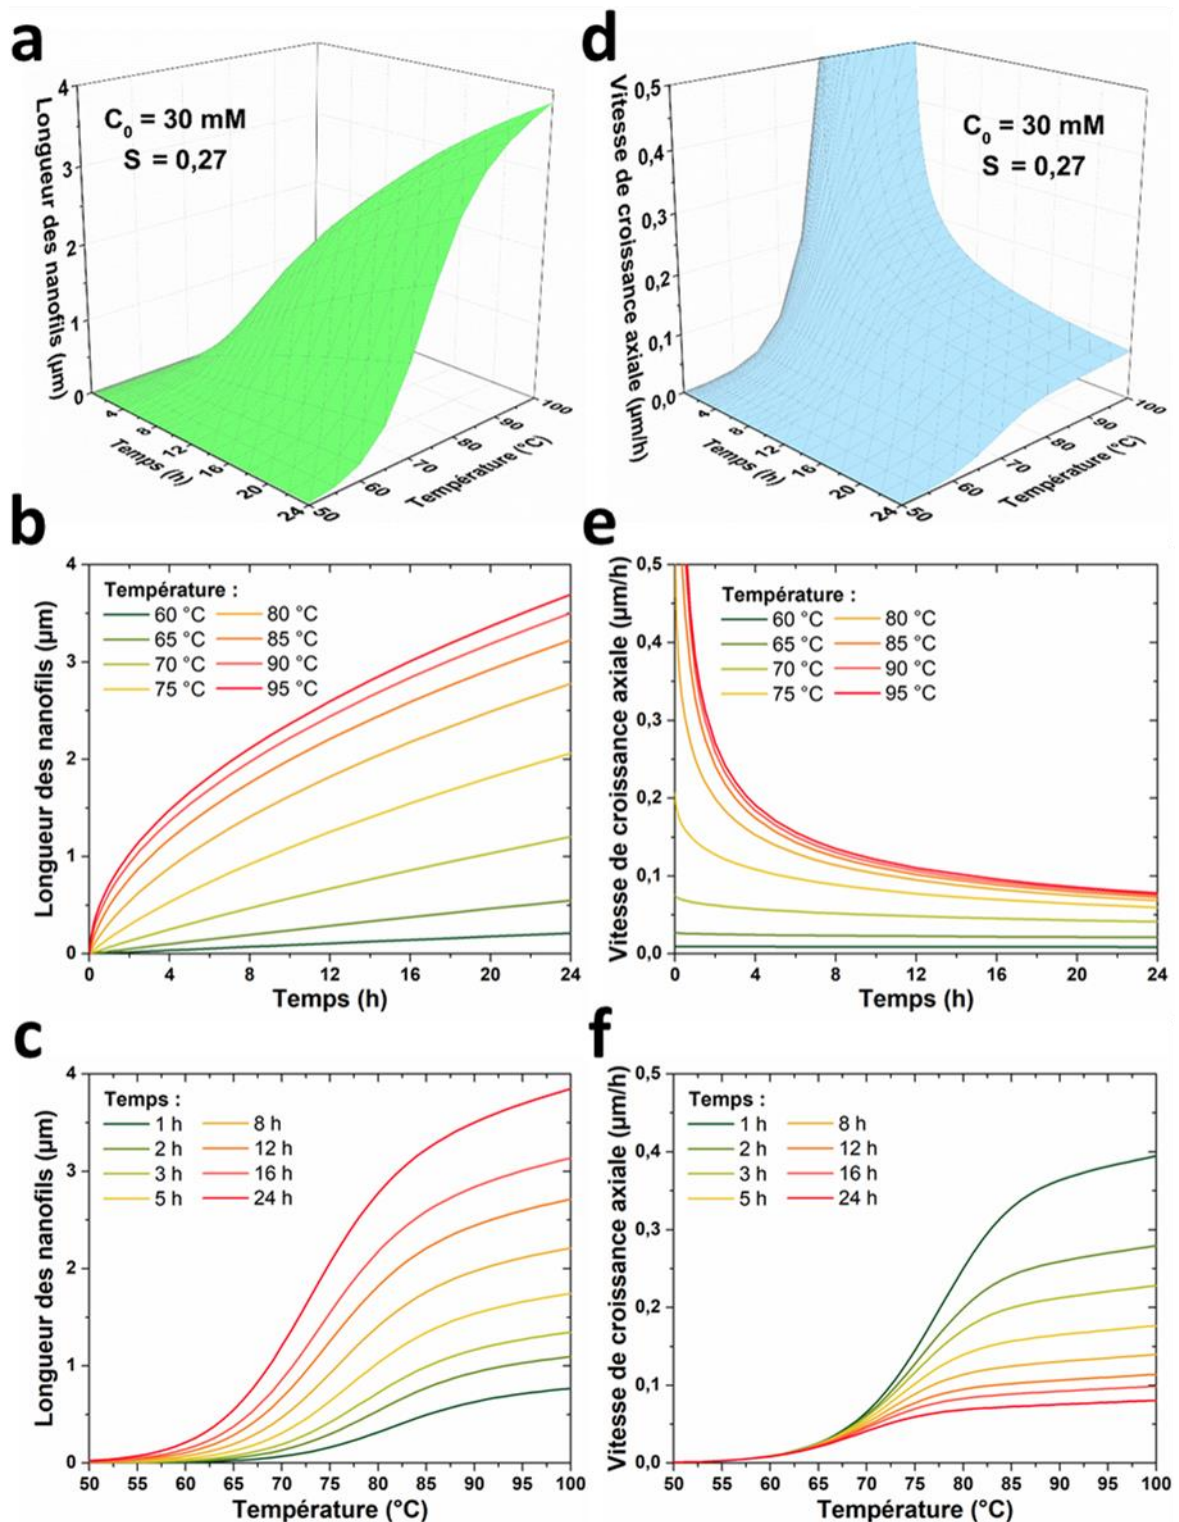 a
C₀ = 30 mM
S = 0,27
Longueur des nanofils (µm)
4
3
2
1
0
4
8
12
16
20
24
Temps (h)
50
60
70
80
90
100
Température (°C)
d
C₀ = 30 mM
S = 0,27
Vitesse de croissance axiale (µm/h)
0,5
0,4
0,3
0,2
0,1
0,0
4
8
12
16
20
24
Temps (h)
50
60
70
80
90
100
Température (°C)
b
Longueur des nanofils (µm)
4
3
2
1
0
Température :
60 °C 80 °C
65 °C 85 °C
70 °C 90 °C
75 °C 95 °C
0 4 8 12 16 20 24
Temps (h)
e
Vitesse de croissance axiale (µm/h)
0,5
0,4
0,3
0,2
0,1
0,0
Température :
60 °C 80 °C
65 °C 85 °C
70 °C 90 °C
75 °C 95 °C
0 4 8 12 16 20 24
Temps (h)
c
Longueur des nanofils (µm)
4
3
2
1
0
Temps :
1 h 8 h
2 h 12 h
3 h 16 h
5 h 24 h
50 55 60 65 70 75 80 85 90 95 100
Température (°C)
f
Vitesse de croissance axiale (µm/h)
0,5
0,4
0,3
0,2
0,1
0,0
Temps :
1 h 8 h
2 h 12 h
3 h 16 h
5 h 24 h
50 55 60 65 70 75 80 85 90 95 100
Température (°C)